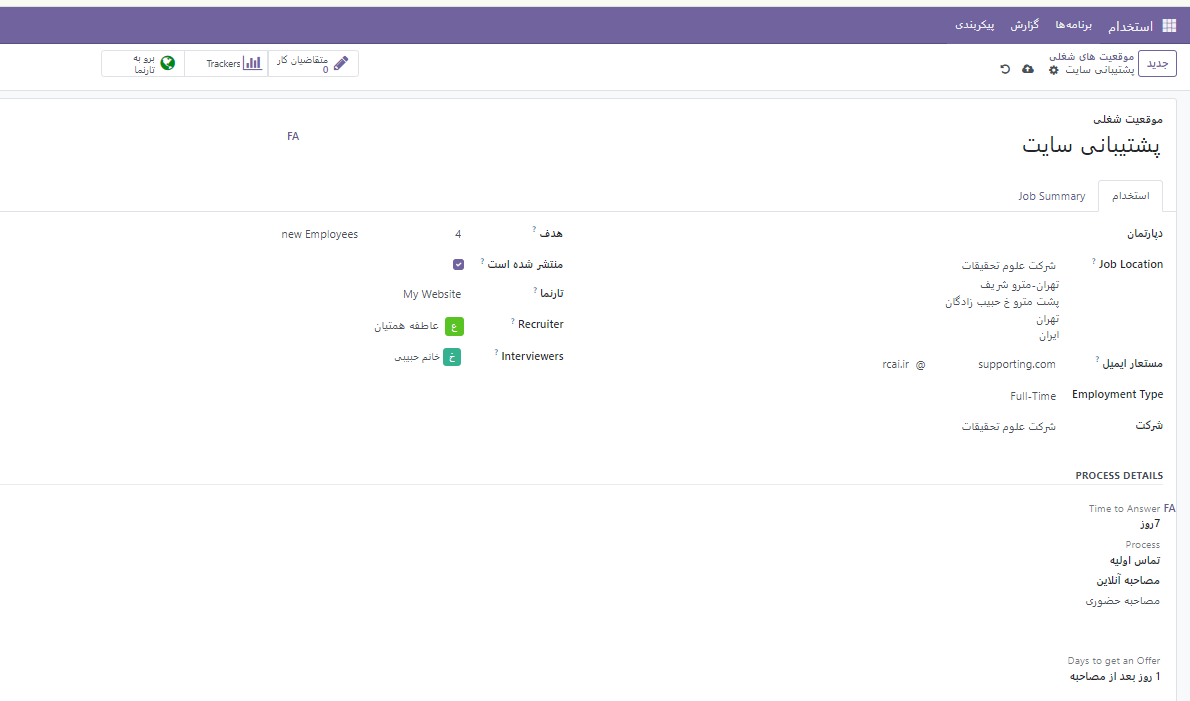 استخدام برنامه‌ها گزارش پیکربندی
جدید
موقعیت های شغلی
پشتیبانی سایت
متقاضیان کار
0
Trackers
برو به
تارنما
موقعیت شغلی
پشتیبانی سایت
FA
استخدام
Job Summary
دپارتمان
Job Location ?
شرکت علوم تحقیقات
تهران-مترو شریف
پشت مترو خ حبیب زادگان
تهران
ایران
مستعار ایمیل ?
supporting.com @ rcai.ir
Employment Type
Full-Time
شرکت
شرکت علوم تحقیقات
هدف ?
4 new Employees
منتشر شده است ?
تارنما ?
My Website
Recruiter ?
ع عاطفه همتیان
Interviewers ?
خ خانم حبیبی
PROCESS DETAILS
Time to Answer FA
7روز
Process
تماس اولیه
مصاحبه آنلاین
مصاحبه حضوری
Days to get an Offer
1 روز بعد از مصاحبه